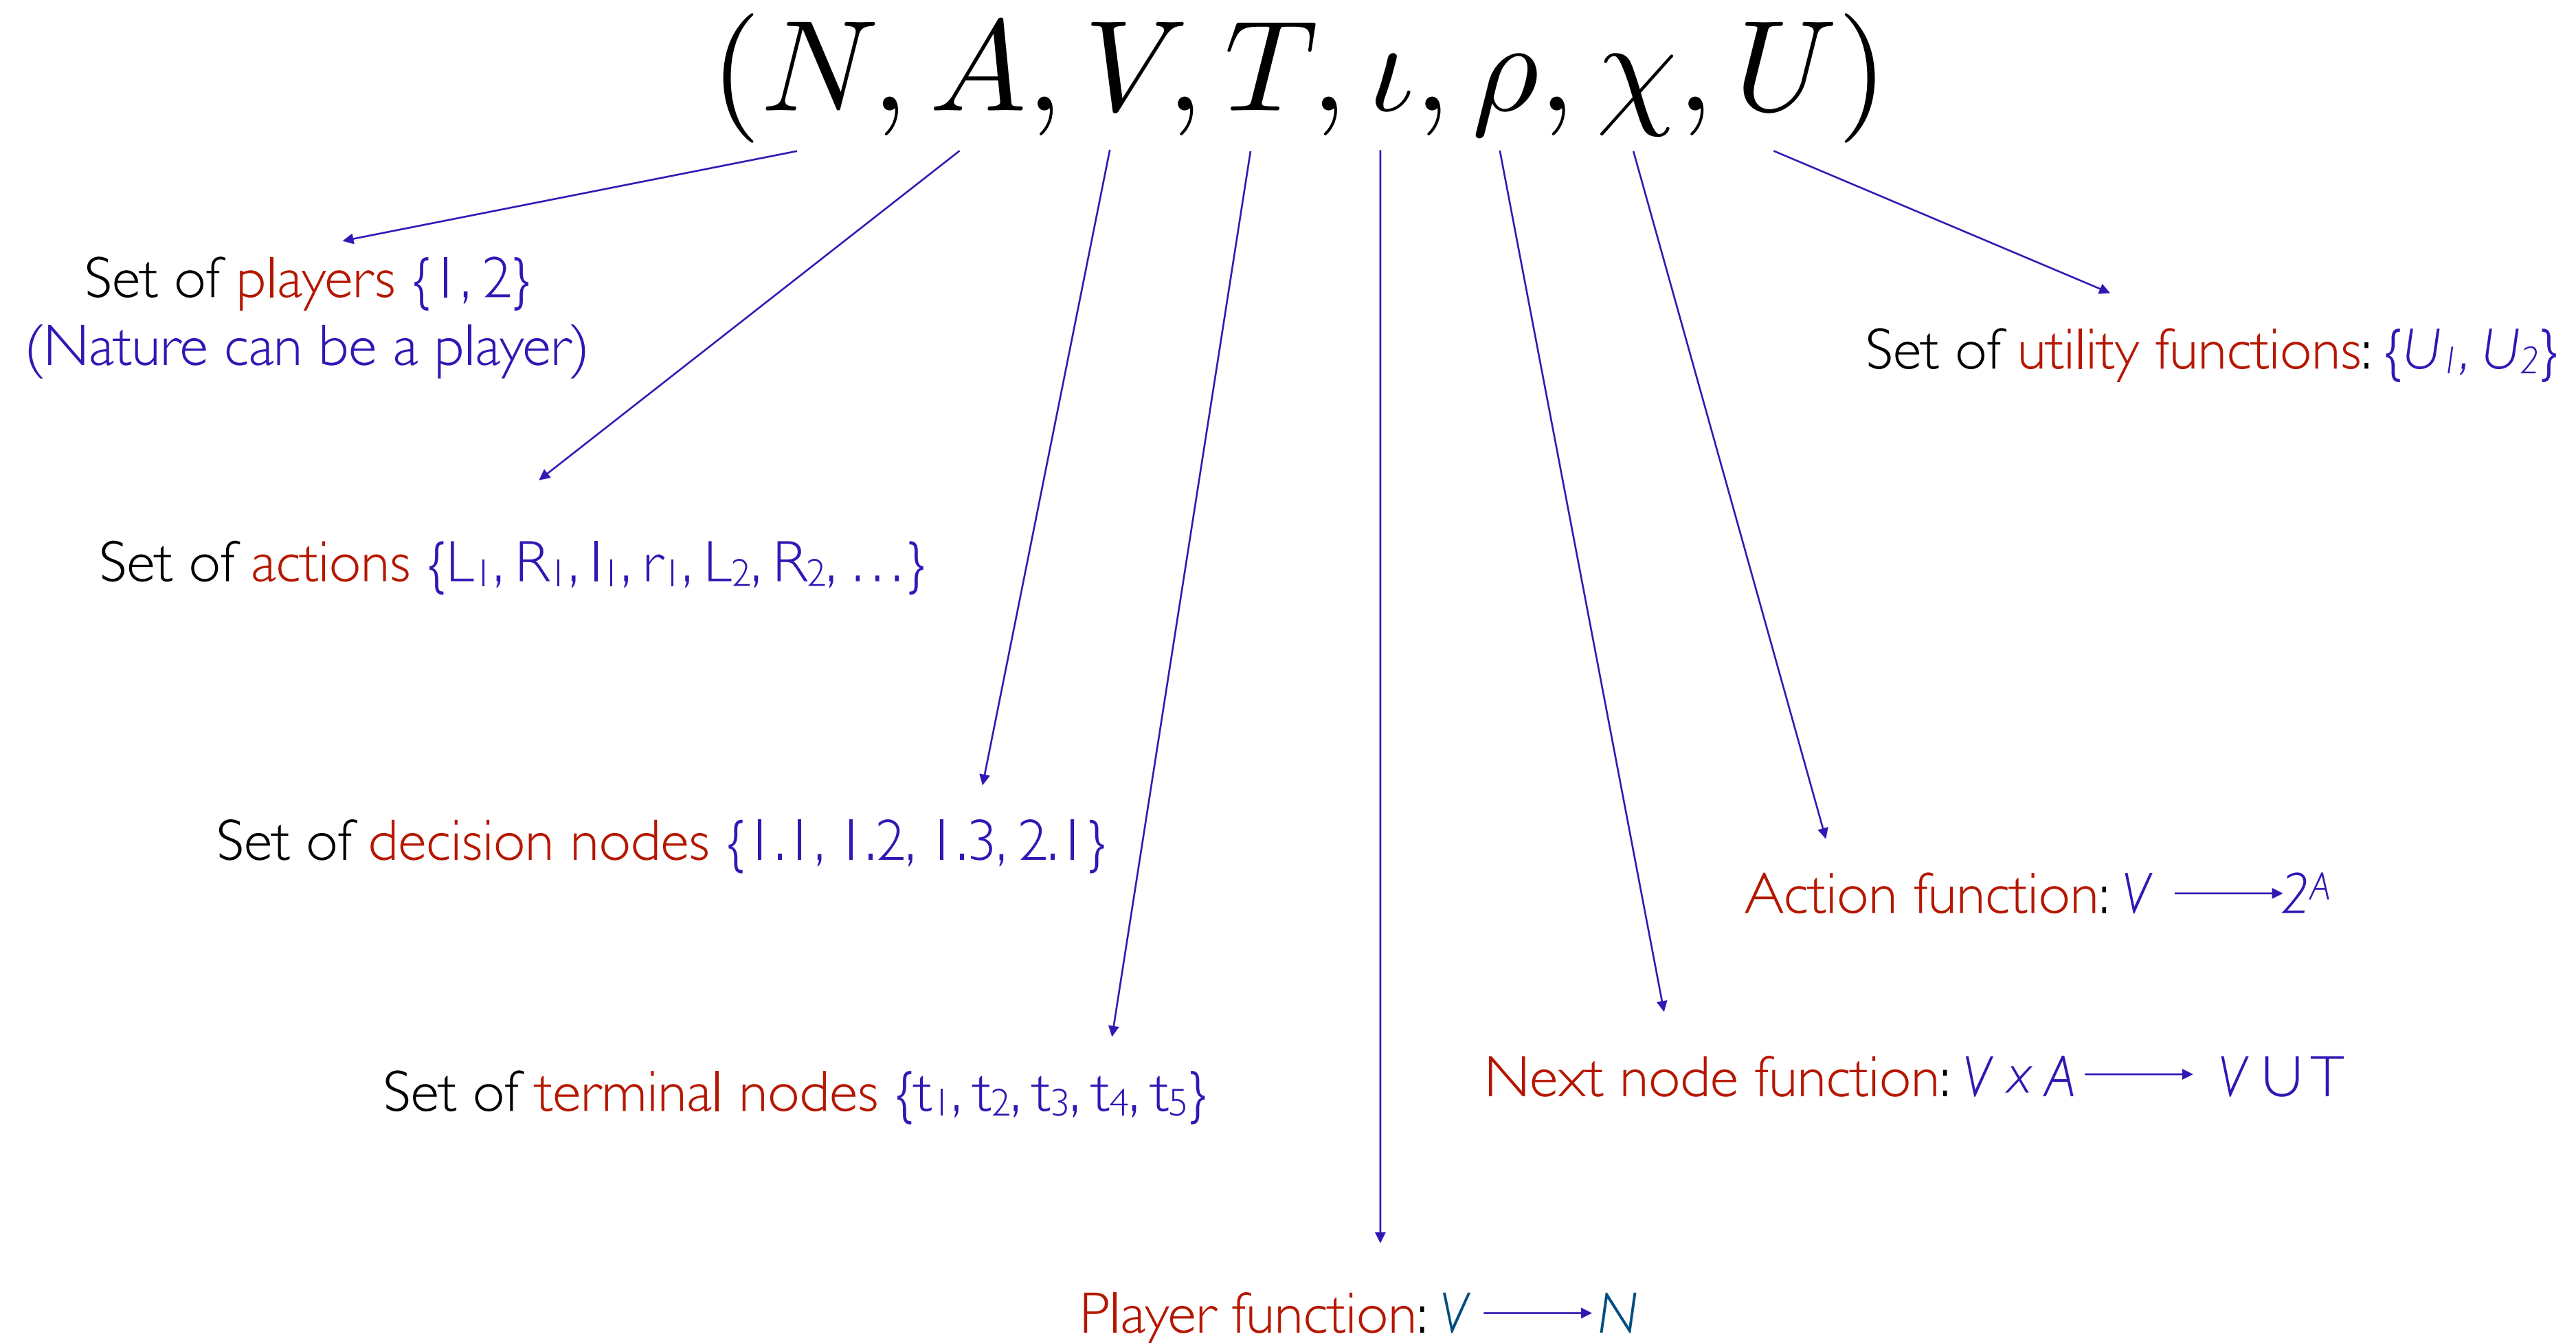 (N, A, V, T, ι, ρ, χ, U)
Set of players {1, 2}
(Nature can be a player)
Set of utility functions: {U₁, U₂}
Set of actions {L₁, R₁, l₁, r₁, L₂, R₂, …}
Set of decision nodes {1.1, 1.2, 1.3, 2.1}
Action function: V ⟶ 2ᴬ
Next node function: V x A ⟶ V U T
Set of terminal nodes {t₁, t₂, t₃, t₄, t₅}
Player function: V ⟶ N